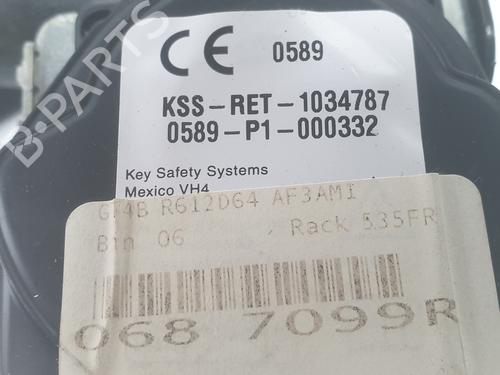 CE 0589
KSS-RET-1034787
0589-P1-000332
Key Safety Systems
Mexico VH4
GT4B R612D64 AF3AMI
Bin 06 Rack 535FR
068 7099R
B-PARTS